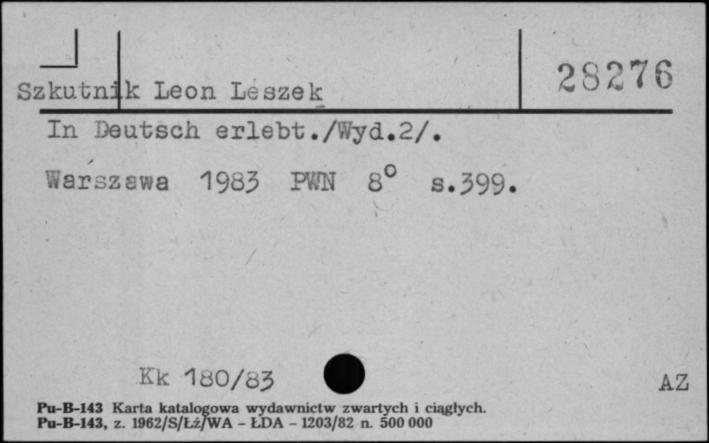 28276
Szkutnik Leon Leszek
In Deutsch erlebt./Wyd.2/.
Warszawa 1983 PWN 8° s.399.
Kk 180/83
AZ
Pu-B-143 Karta katalogowa wydawnictw zwartych i ciągłych.
Pu-B-143, z. 1962/S/Łź/WA - ŁDA - 1203/82 n. 500 000